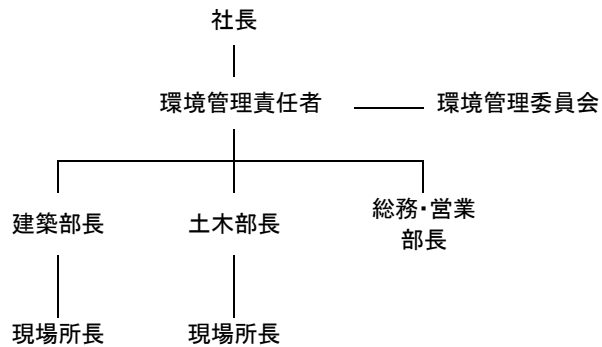 社長
環境管理責任者
環境管理委員会
建築部長
土木部長
総務・営業
部長
現場所長
現場所長